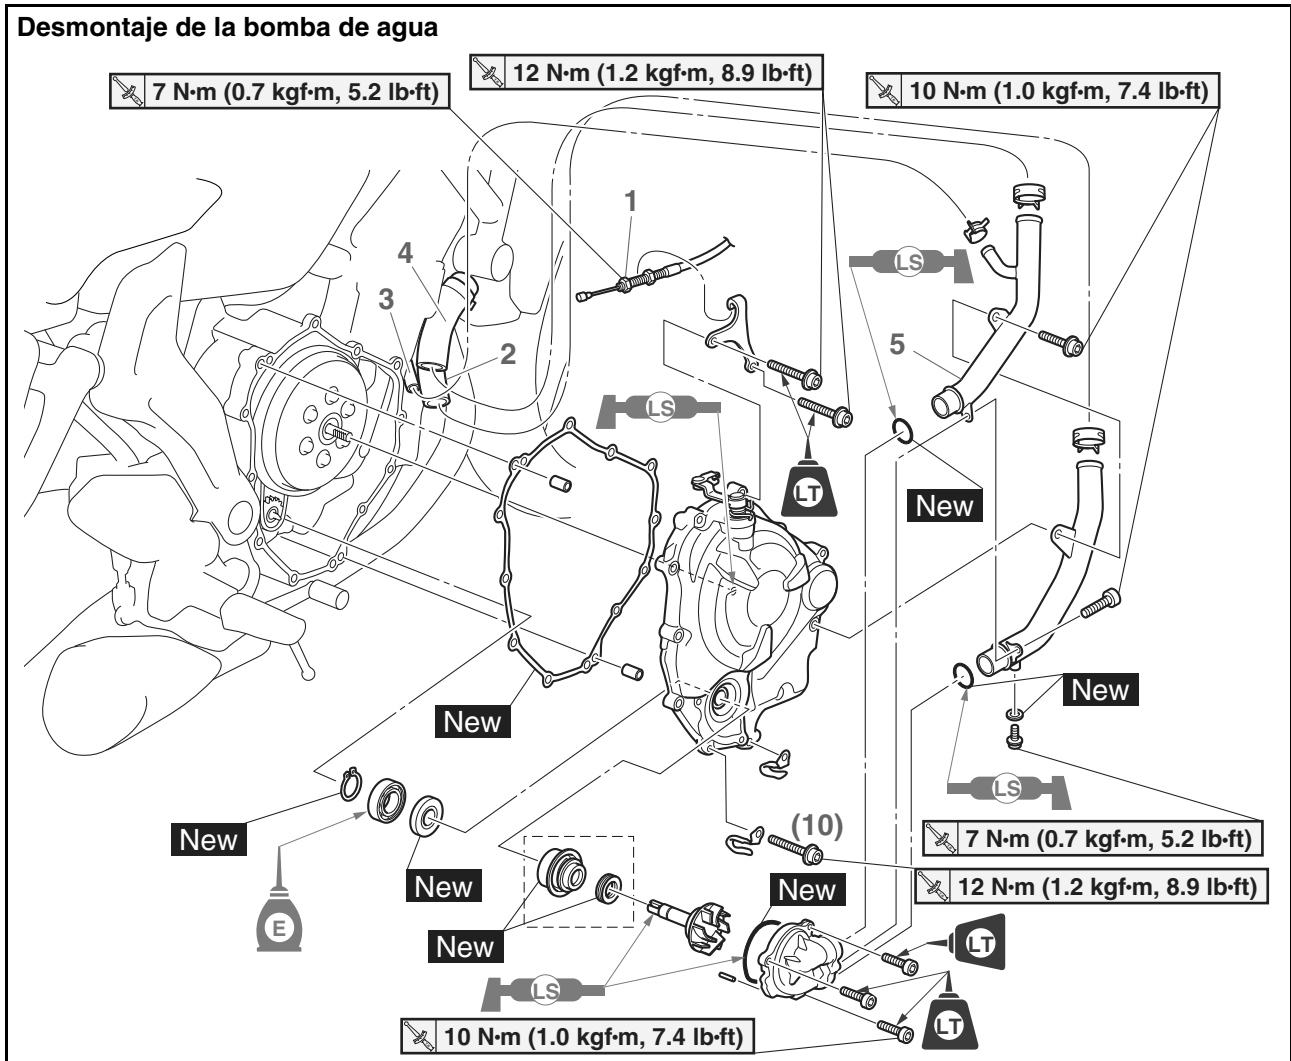 Desmontaje de la bomba de agua
7 N·m (0.7 kgf·m, 5.2 lb·ft)
12 N·m (1.2 kgf·m, 8.9 lb·ft)
10 N·m (1.0 kgf·m, 7.4 lb·ft)
1
4
3
2
LS
5
LS
LT
New
New
New
LS
(10)
New
New
7 N·m (0.7 kgf·m, 5.2 lb·ft)
12 N·m (1.2 kgf·m, 8.9 lb·ft)
New
E
New
LT
LS
LT
10 N·m (1.0 kgf·m, 7.4 lb·ft)